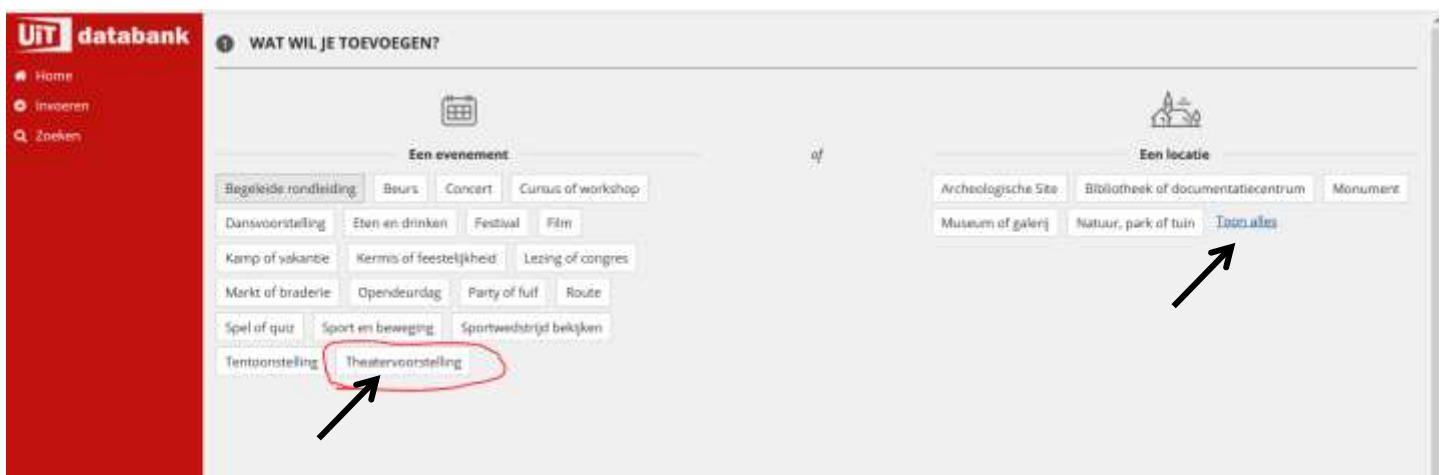 UiT databank
Home
Invoeren
Zoeken
1 WAT WIL JE TOEVOEGEN?
Een evenement
of
Een locatie
Begeleide rondleiding Beurs Concert Cursus of workshop
Dansvoorstelling Eten en drinken Festival Film
Kamp of vakantie Kermis of feestelijkheid Lezing of congres
Markt of braderie Opendeurdag Party of fuif Route
Spel of quiz Sport en beweging Sportwedstrijd bekijken
Tentoonstelling Theatervoorstelling
Archeologische Site Bibliotheek of documentatiecentrum Monument
Museum of galerij Natuur, park of tuin Toon alles